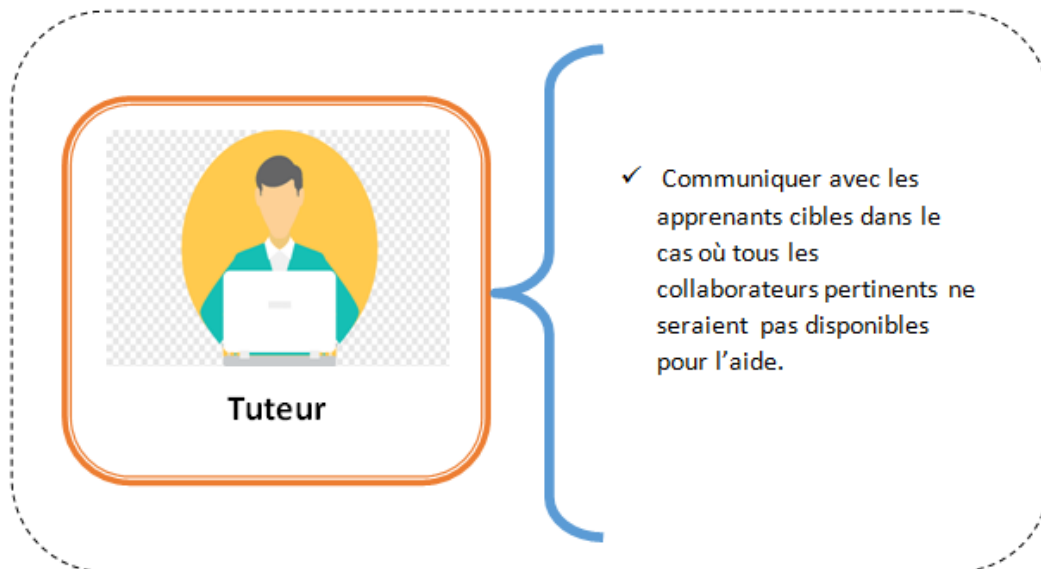 Tuteur
✓ Communiquer avec les
apprenants cibles dans le
cas où tous les
collaborateurs pertinents ne
seraient pas disponibles
pour l’aide.